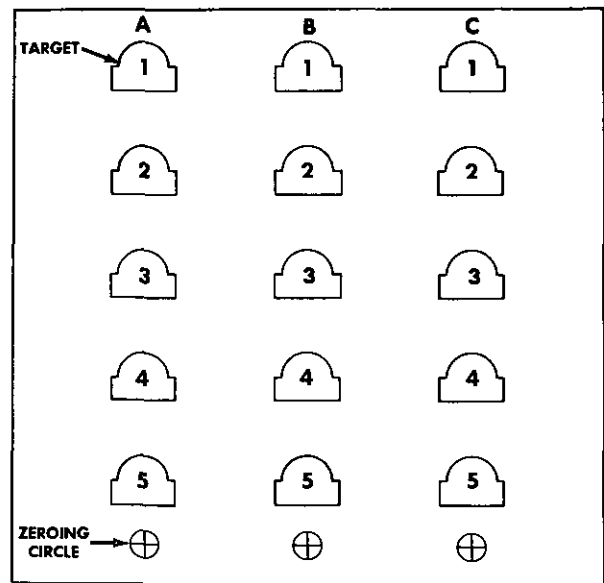 A B C
TARGET
1 1 1
2 2 2
3 3 3
4 4 4
5 5 5
ZEROING
CIRCLE